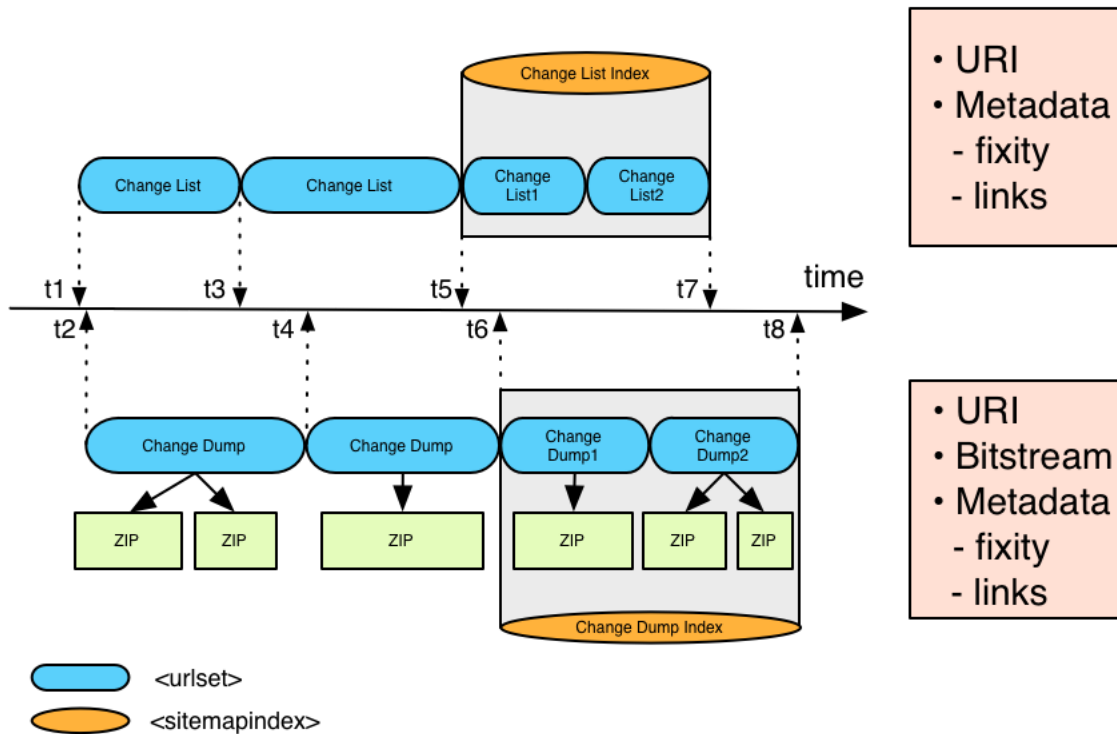 Change List Index
Change List
Change List
Change
List1
Change
List2
• URI
• Metadata
- fixity
- links
t1
t3
t5
t7
time
t2
t4
t6
t8
Change Dump
Change Dump
Change
Dump1
Change
Dump2
ZIP
ZIP
ZIP
ZIP
ZIP
ZIP
Change Dump Index
• URI
• Bitstream
• Metadata
- fixity
- links
<urlset>
<sitemapindex>